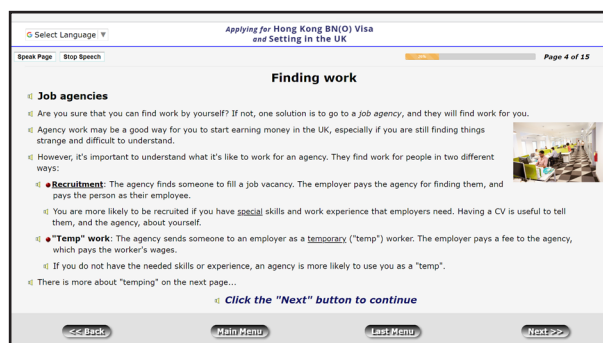 G Select Language ▼
Applying for Hong Kong BN(O) Visa
and Setting in the UK
Speak Page Stop Speech
Page 4 of 15
Finding work
Job agencies
Are you sure that you can find work by yourself? If not, one solution is to go to a job agency, and they will find work for you.
Agency work may be a good way for you to start earning money in the UK, especially if you are still finding things
strange and difficult to understand.
However, it's important to understand what it's like to work for an agency. They find work for people in two different
ways:
Recruitment: The agency finds someone to fill a job vacancy. The employer pays the agency for finding them, and
pays the person as their employee.
You are more likely to be recruited if you have special skills and work experience that employers need. Having a CV is useful to tell
them, and the agency, about yourself.
"Temp" work: The agency sends someone to an employer as a temporary ("temp") worker. The employer pays a fee to the agency,
which pays the worker's wages.
If you do not have the needed skills or experience, an agency is more likely to use you as a "temp".
There is more about "temping" on the next page...
Click the "Next" button to continue
<< Back Main Menu Last Menu Next >>